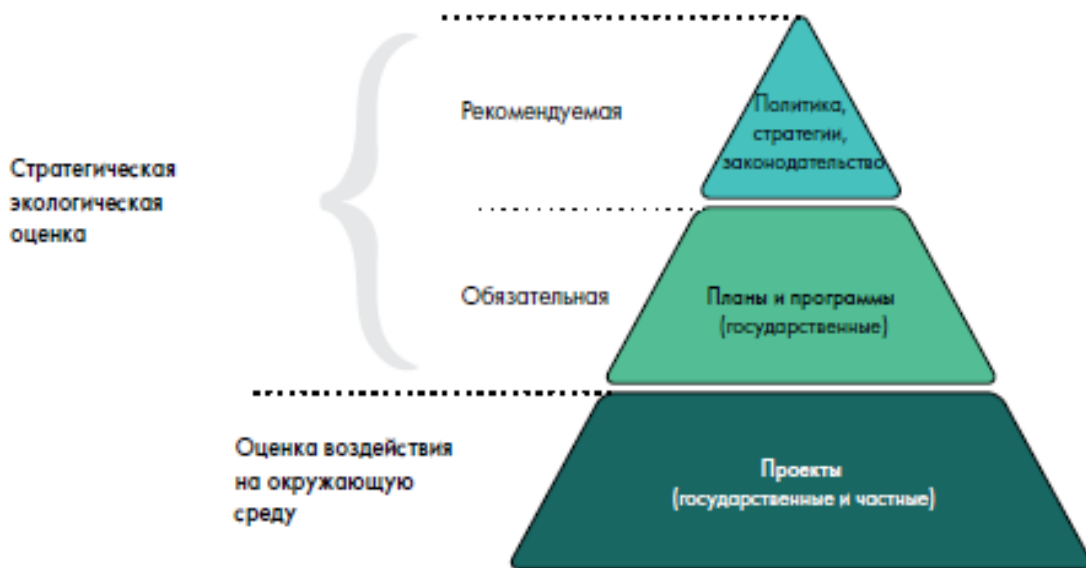 Рекомендуемая
Политика,
стратегии,
законодательство
Стратегическая
экологическая
оценка
Обязательная
Планы и программы
(государственные)
Оценка воздействия
на окружающую
среду
Проекты
(государственные и частные)